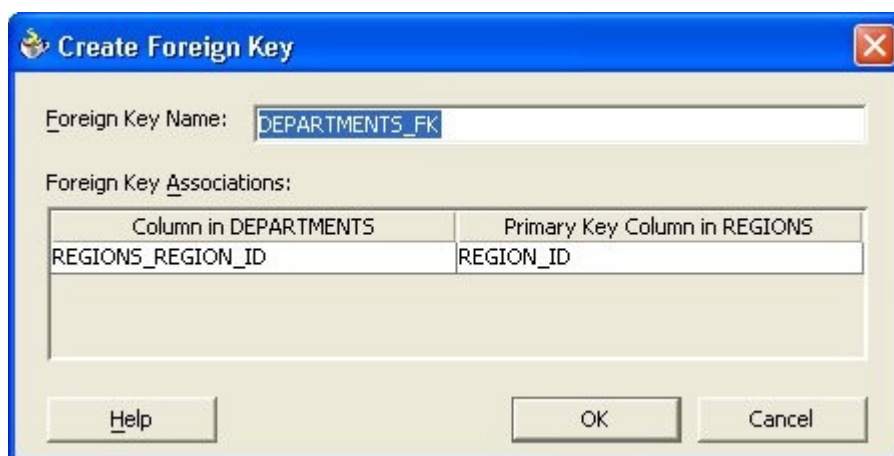 Create Foreign Key
Foreign Key Name: DEPARTMENTS_FK
Foreign Key Associations:
Column in DEPARTMENTS Primary Key Column in REGIONS
REGIONS_REGION_ID REGION_ID
Help OK Cancel